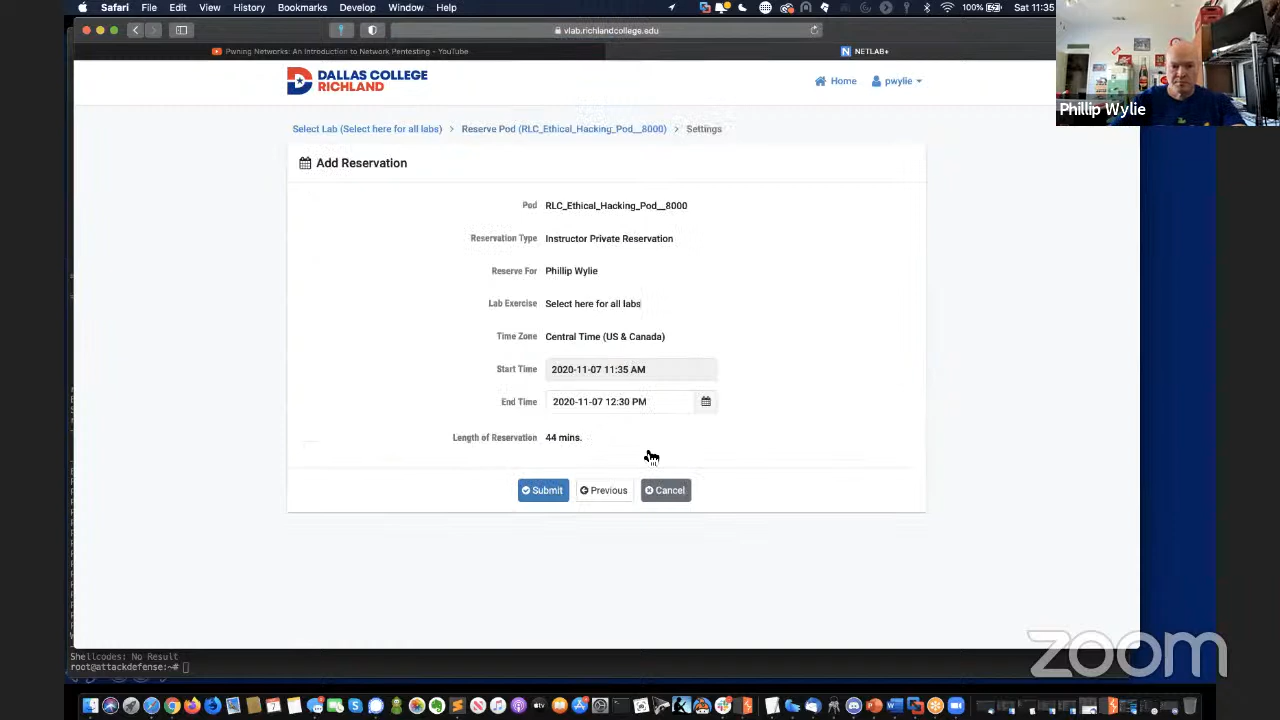 Safari File Edit View History Bookmarks Develop Window Help 100% Sat 11:35
vlab.richlandcollege.edu
Pwning Networks: An Introduction to Network Pentesting - YouTube
NETLAB+
DALLAS COLLEGE
RICHLAND
Home
pwylie
Phillip Wylie
Select Lab (Select here for all labs) > Reserve Pod (RLC_Ethical_Hacking_Pod__8000) > Settings
Add Reservation
Pod RLC_Ethical_Hacking_Pod__8000
Reservation Type Instructor Private Reservation
Reserve For Phillip Wylie
Lab Exercise Select here for all labs
Time Zone Central Time (US & Canada)
Start Time 2020-11-07 11:35 AM
End Time 2020-11-07 12:30 PM
Length of Reservation 44 mins.
Submit Previous Cancel
Shellcodes: No Result
root@attackdefense:~#
zoom